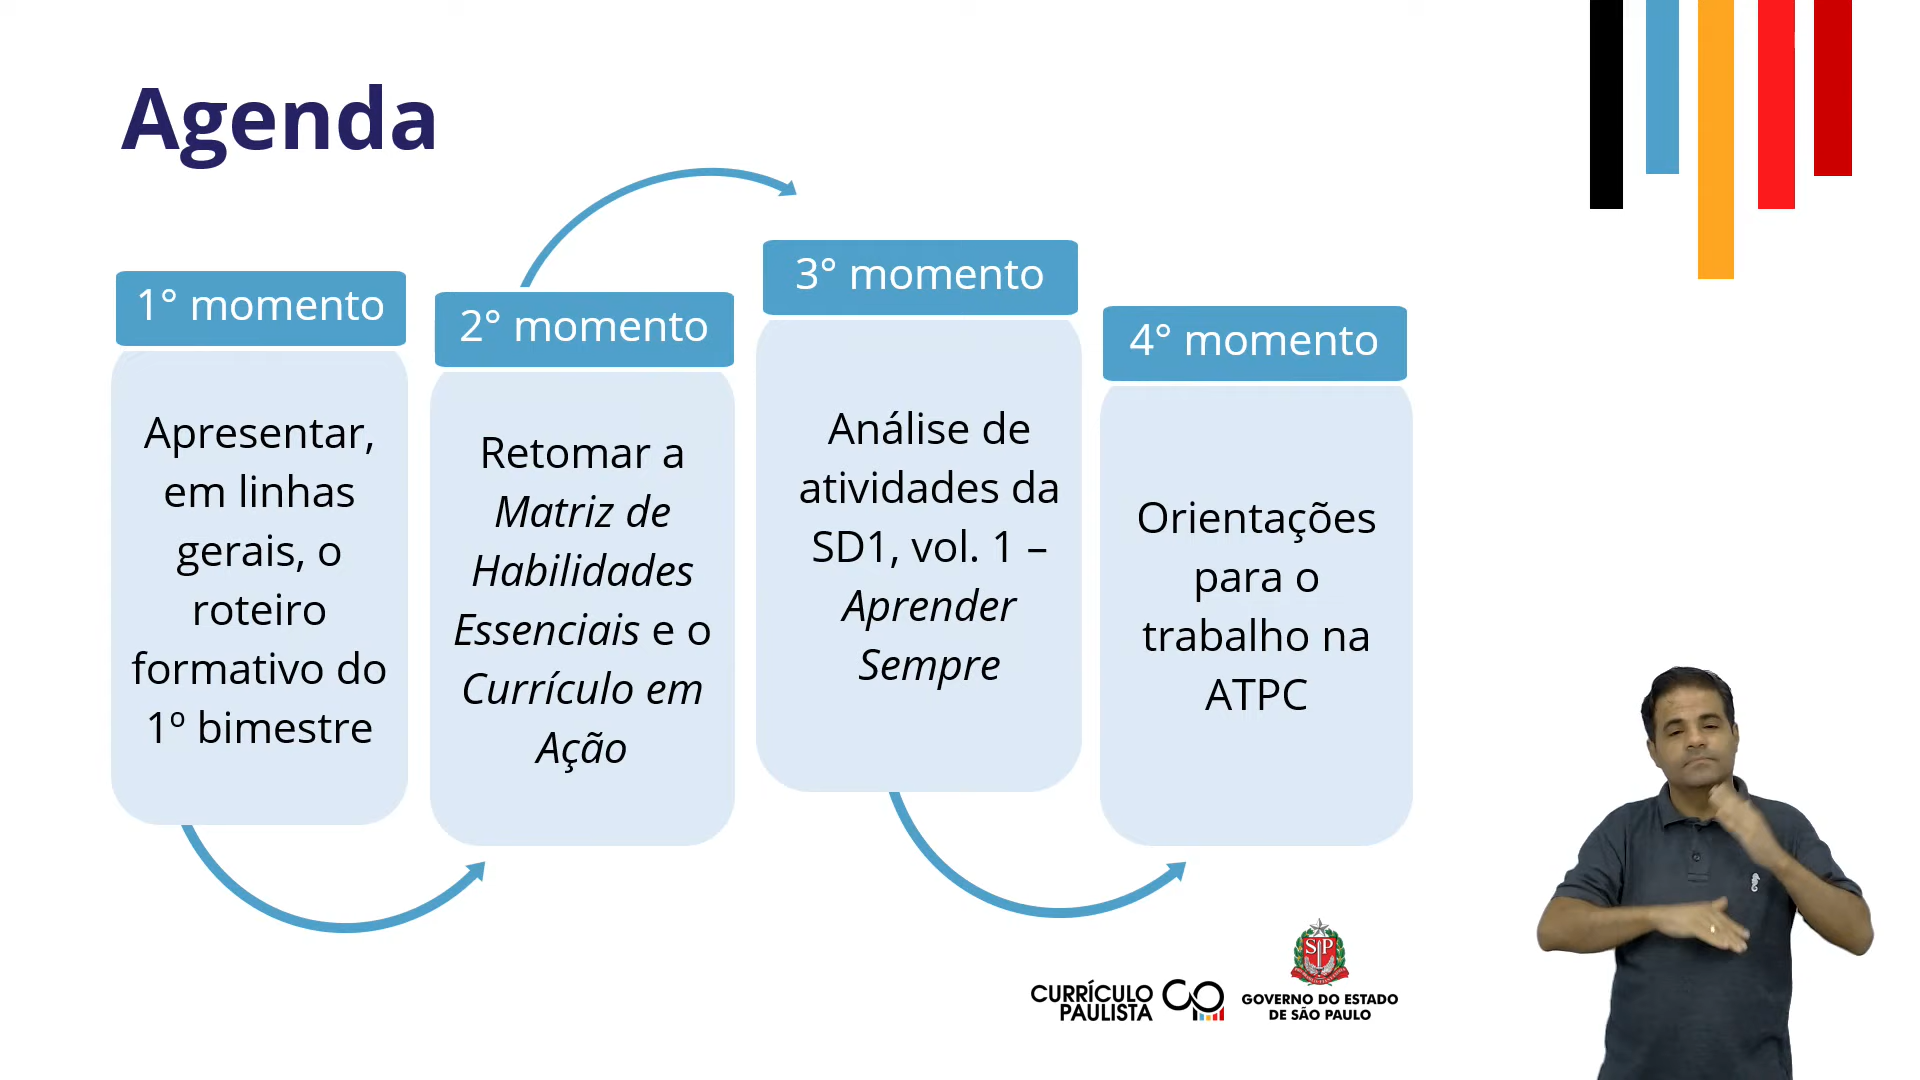 Agenda
1° momento
Apresentar,
em linhas
gerais, o
roteiro
formativo do
1º bimestre
2° momento
Retomar a
Matriz de
Habilidades
Essenciais e o
Currículo em
Ação
3° momento
Análise de
atividades da
SD1, vol. 1 –
Aprender
Sempre
4° momento
Orientações
para o
trabalho na
ATPC
CURRÍCULO
PAULISTA
SP
GOVERNO DO ESTADO
DE SÃO PAULO